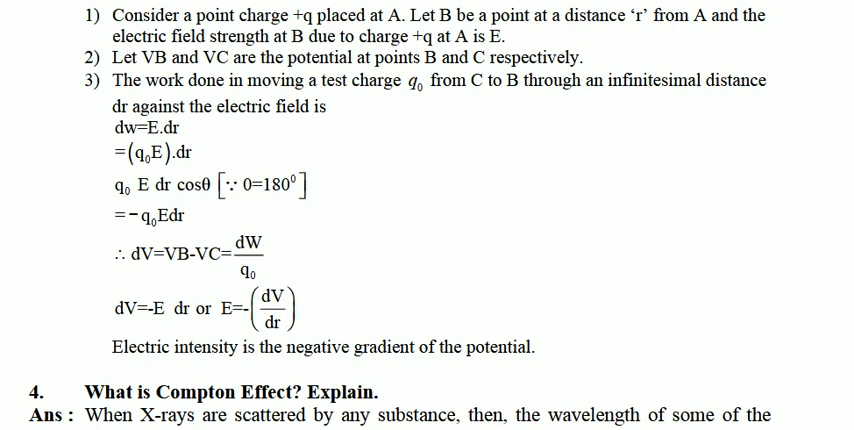 1) Consider a point charge +q placed at A. Let B be a point at a distance ‘r’ from A and the
electric field strength at B due to charge +q at A is E.
2) Let VB and VC are the potential at points B and C respectively.
3) The work done in moving a test charge q₀ from C to B through an infinitesimal distance
dr against the electric field is
dw=E.dr
=(q₀E).dr
q₀ E dr cosθ [∵ 0=180⁰]
=−q₀Edr
∴ dV=VB-VC=dW/q₀
dV=-E dr or E=-(dV/dr)
Electric intensity is the negative gradient of the potential.
4. What is Compton Effect? Explain.
Ans : When X-rays are scattered by any substance, then, the wavelength of some of the